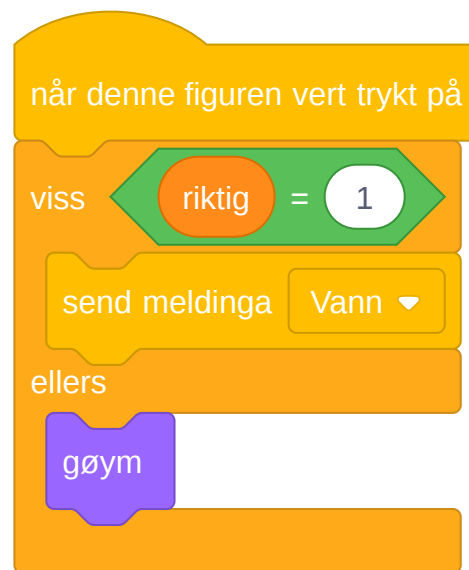 når denne figuren vert trykt på
viss riktig = 1
send meldinga Vann
ellers
gøym